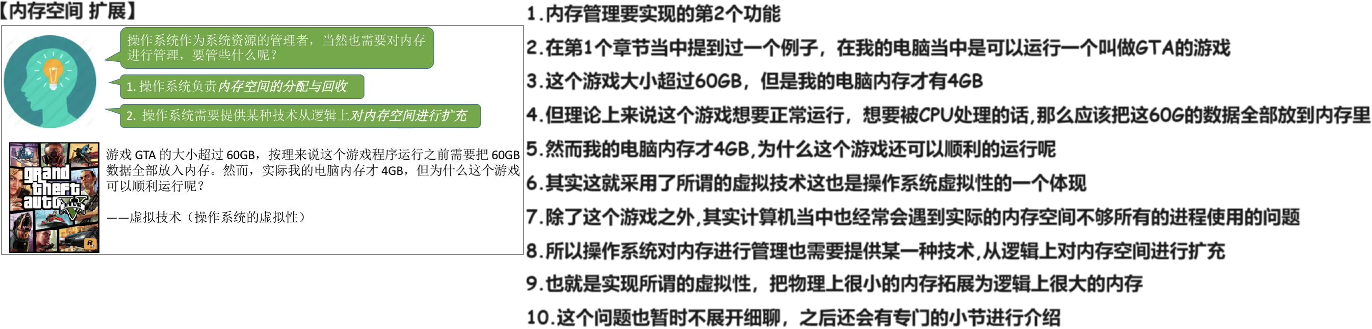 【内存空间 扩展】
操作系统作为系统资源的管理者，当然也需要对内存
进行管理，要管些什么呢？
1. 操作系统负责内存空间的分配与回收
2. 操作系统需要提供某种技术从逻辑上对内存空间进行扩充
grand
theft
auto
V
R
游戏 GTA 的大小超过 60GB，按理来说这个游戏程序运行之前需要把 60GB
数据全部放入内存。然而，实际我的电脑内存才 4GB，但为什么这个游戏
可以顺利运行呢？
——虚拟技术（操作系统的虚拟性）
1.内存管理要实现的第2个功能
2.在第1个章节当中提到过一个例子，在我的电脑当中是可以运行一个叫做GTA的游戏
3.这个游戏大小超过60GB，但是我的电脑内存才有4GB
4.但理论上来说这个游戏想要正常运行，想要被CPU处理的话,那么应该把这60G的数据全部放到内存里
5.然而我的电脑内存才4GB,为什么这个游戏还可以顺利的运行呢
6.其实这就采用了所谓的虚拟技术这也是操作系统虚拟性的一个体现
7.除了这个游戏之外,其实计算机当中也经常会遇到实际的内存空间不够所有的进程使用的问题
8.所以操作系统对内存进行管理也需要提供某一种技术,从逻辑上对内存空间进行扩充
9.也就是实现所谓的虚拟性，把物理上很小的内存拓展为逻辑上很大的内存
10.这个问题也暂时不展开细聊，之后还会有专门的小节进行介绍